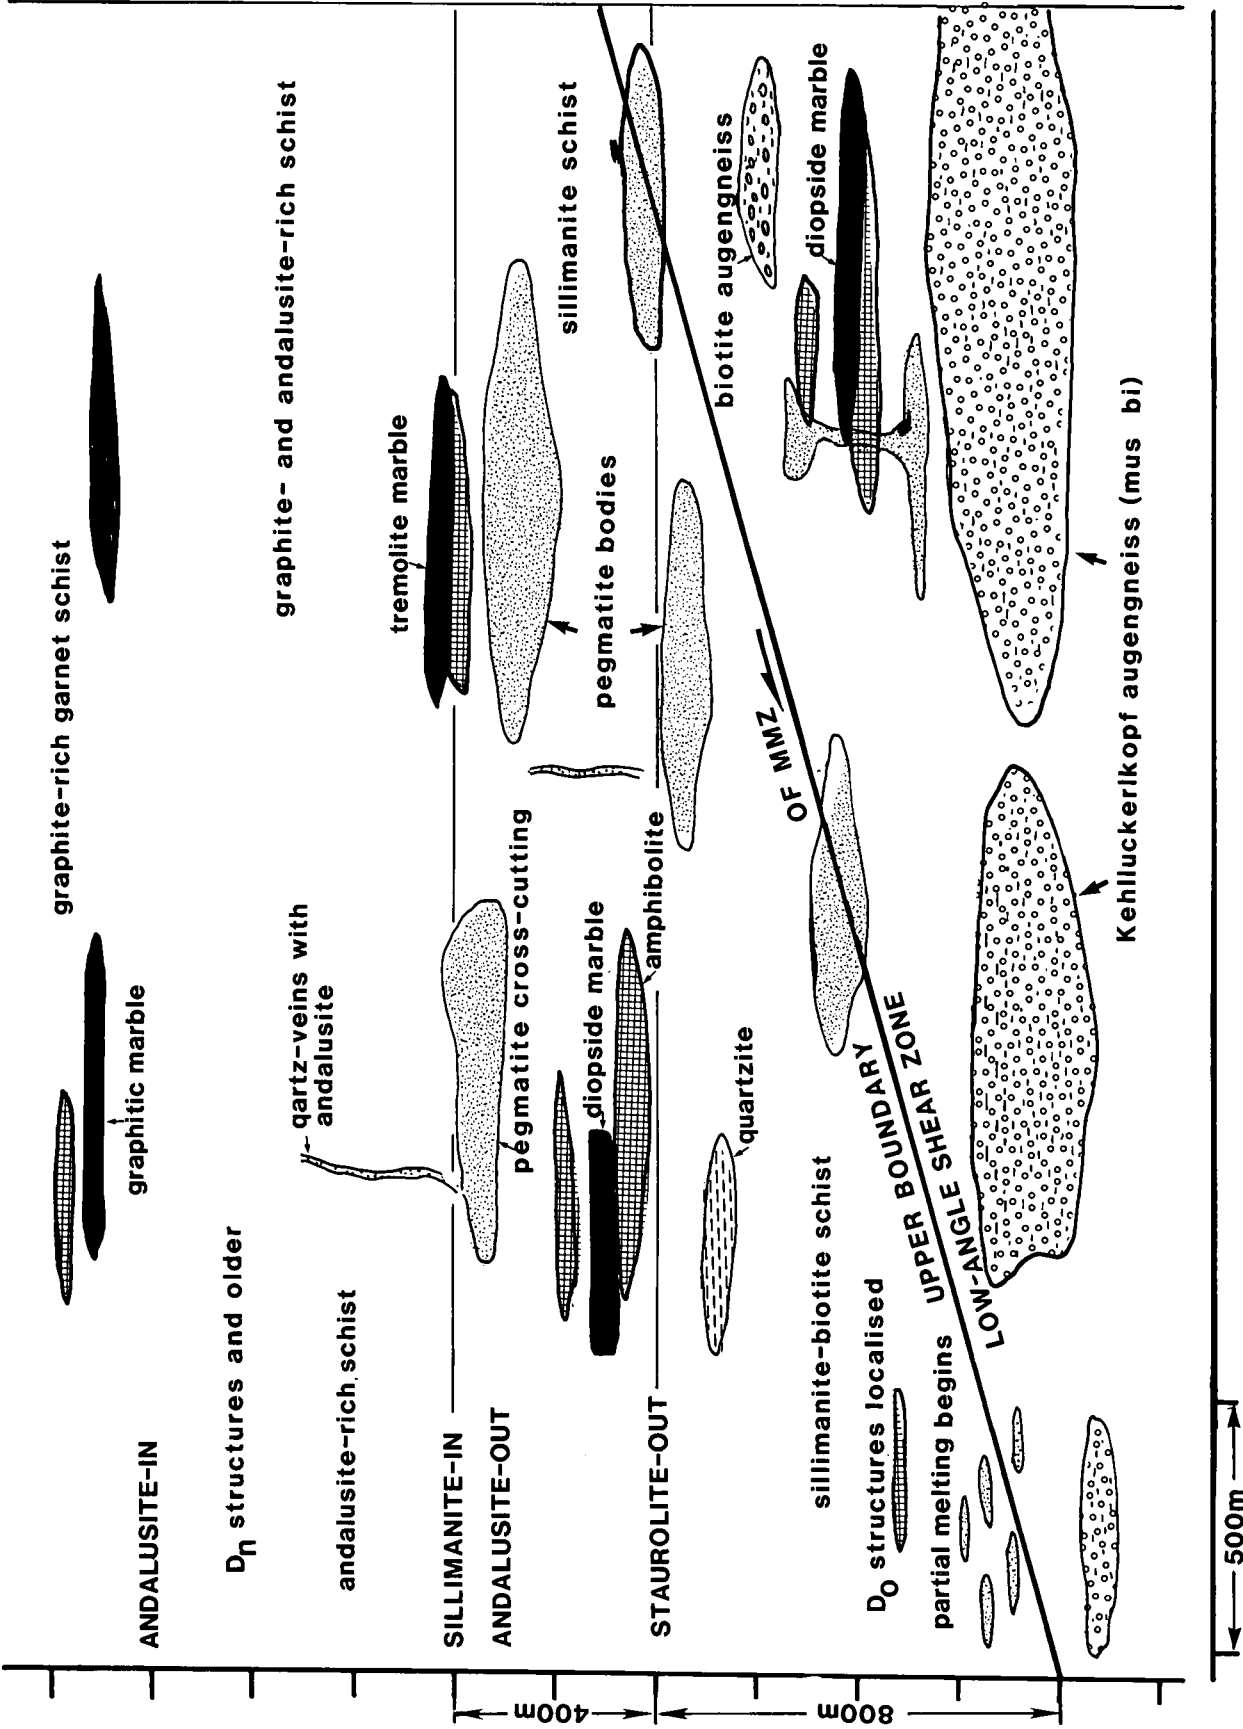 graphite-rich garnet schist
graphitic marble
ANDALUSITE-IN
Dn structures and older
qartz-veins with
andalusite
graphite- and andalusite-rich schist
andalusite-rich schist
tremolite marble
SILLIMANITE-IN
ANDALUSITE-OUT
pegmatite cross-cutting
sillimanite schist
pegmatite bodies
diopside marble
amphibolite
STAUROLITE-OUT
biotite augengneiss
quartzite
diopside marble
OF MMZ
sillimanite-biotite schist
UPPER BOUNDARY
LOW-ANGLE SHEAR ZONE
Do structures localised
partial melting begins
Kehlluckerlkopf augengneiss (mus bi)
400m
800m
500m